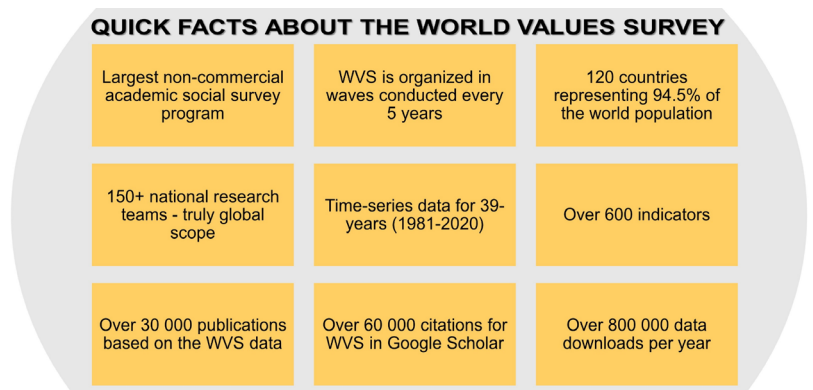 QUICK FACTS ABOUT THE WORLD VALUES SURVEY
Largest non-commercial
academic social survey
program
WVS is organized in
waves conducted every
5 years
120 countries
representing 94.5% of
the world population
150+ national research
teams - truly global
scope
Time-series data for 39-
years (1981-2020)
Over 600 indicators
Over 30 000 publications
based on the WVS data
Over 60 000 citations for
WVS in Google Scholar
Over 800 000 data
downloads per year